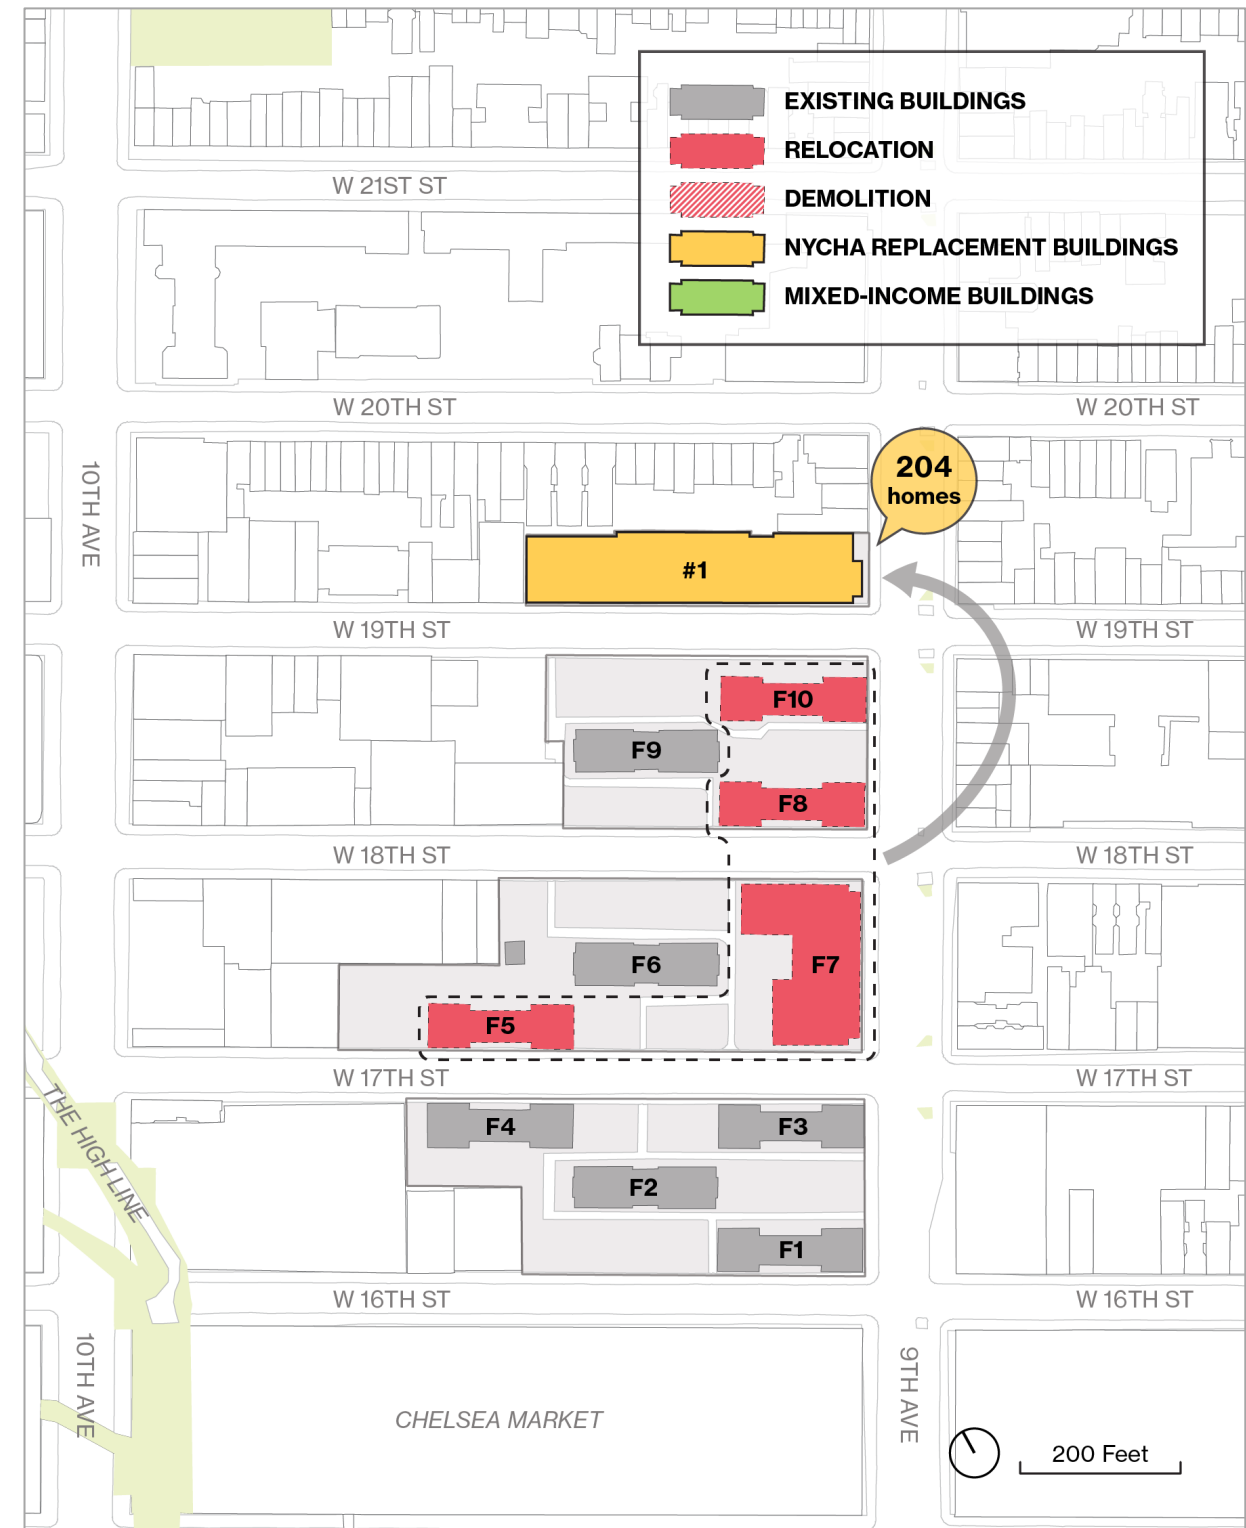 EXISTING BUILDINGS
RELOCATION
DEMOLITION
NYCHA REPLACEMENT BUILDINGS
MIXED-INCOME BUILDINGS
W 21ST ST
W 20TH ST
W 20TH ST
10TH AVE
204
homes
#1
W 19TH ST
W 19TH ST
F10
F9
F8
W 18TH ST
W 18TH ST
F6
F7
F5
W 17TH ST
W 17TH ST
THE HIGH LINE
F4
F3
F2
F1
W 16TH ST
W 16TH ST
10TH AVE
9TH AVE
CHELSEA MARKET
200 Feet